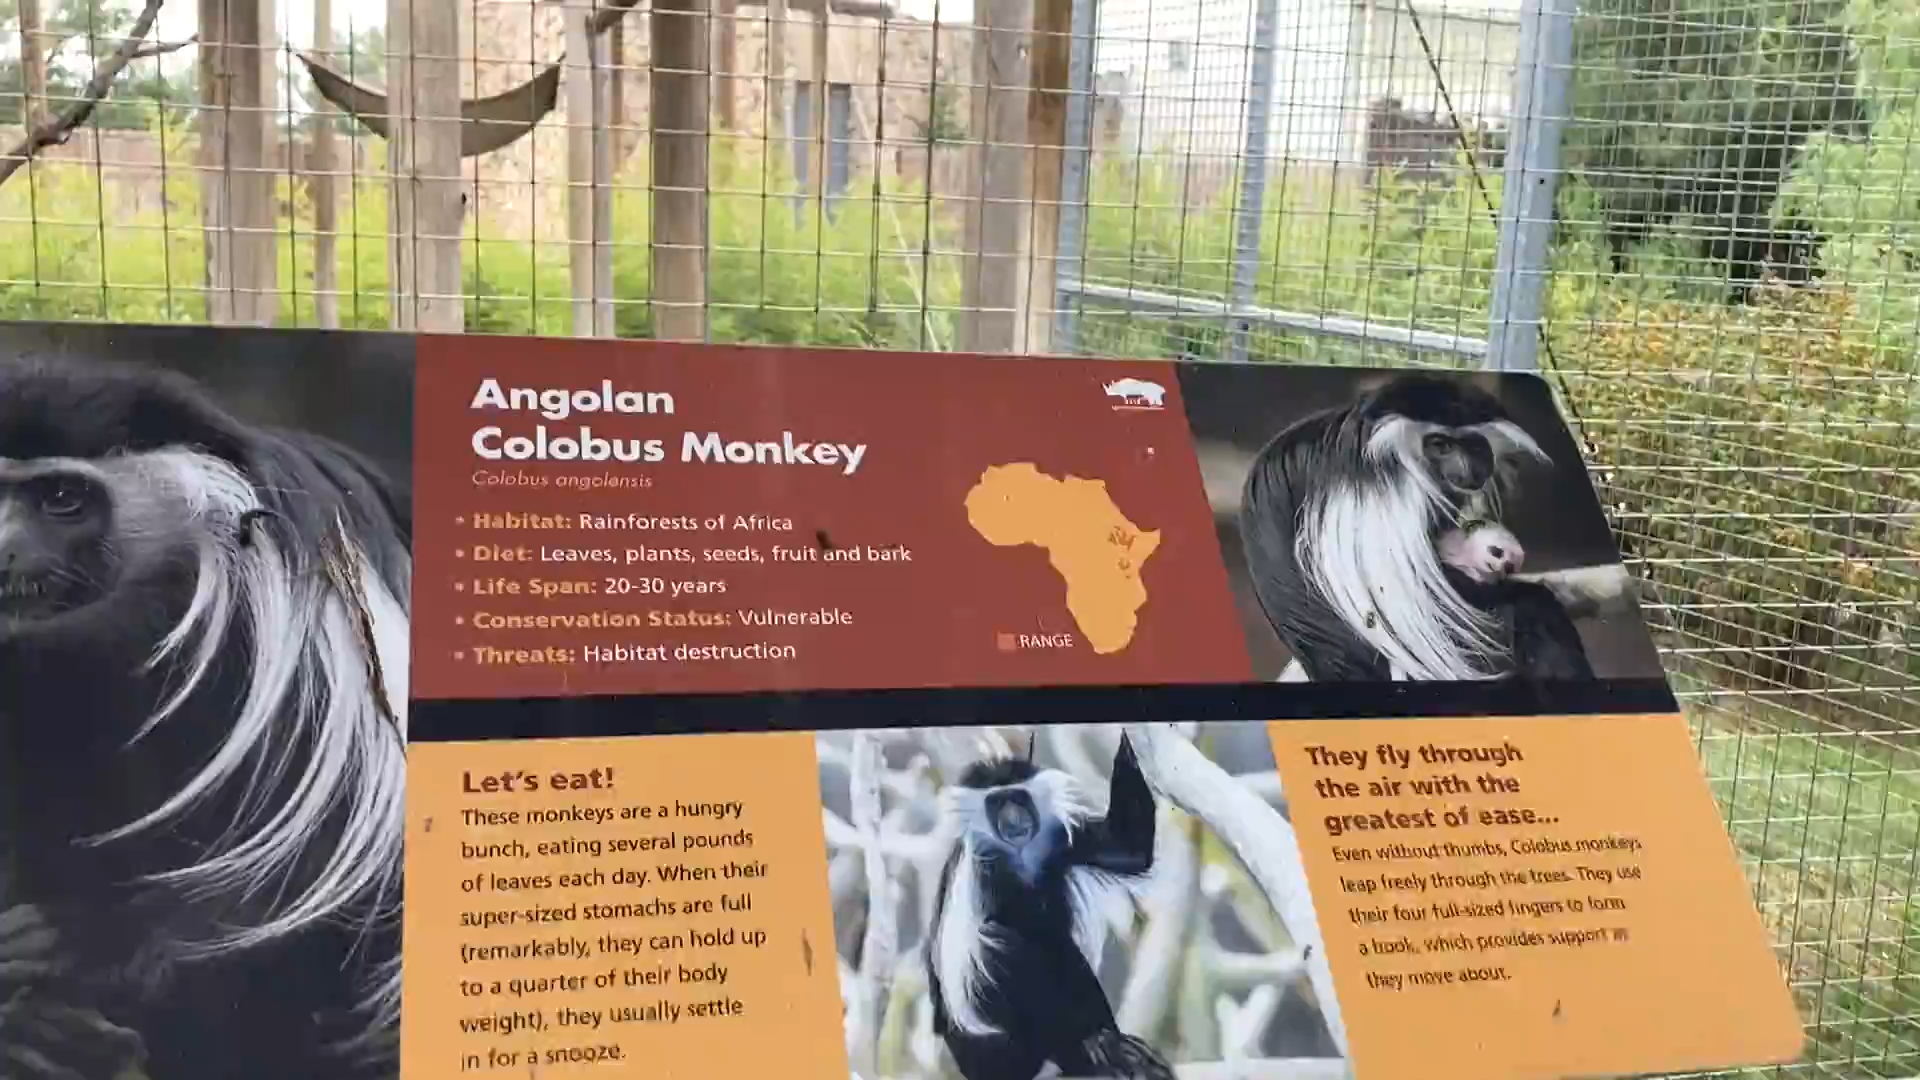 Angolan
Colobus Monkey
Colobus angolensis
• Habitat: Rainforests of Africa
• Diet: Leaves, plants, seeds, fruit and bark
• Life Span: 20-30 years
• Conservation Status: Vulnerable
• Threats: Habitat destruction
RANGE
Let's eat!
These monkeys are a hungry
bunch, eating several pounds
of leaves each day. When their
super-sized stomachs are full
(remarkably, they can hold up
to a quarter of their body
weight), they usually settle
in for a snooze.
They fly through
the air with the
greatest of ease...
Even without thumbs, Colobus monkeys
leap freely through the trees. They use
their four full-sized fingers to form
a hook, which provides support as
they move about.